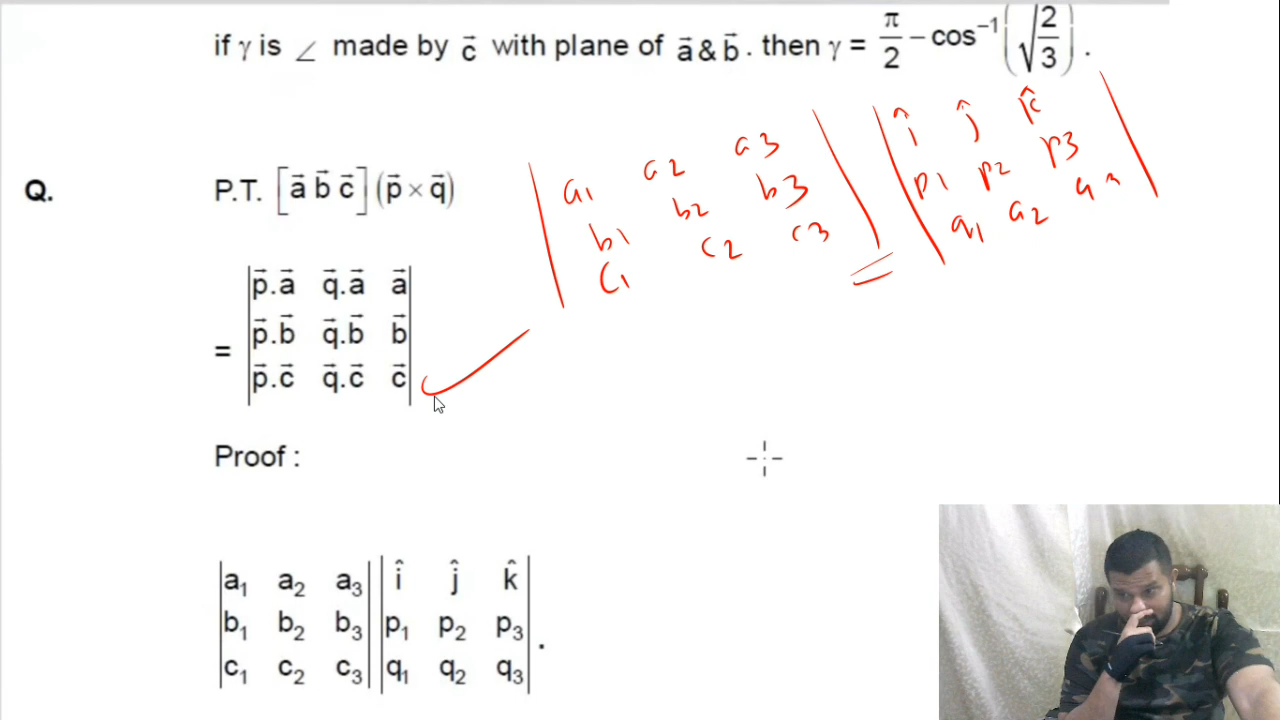 if γ is ∠ made by c⃗ with plane of a⃗ & b⃗ . then γ = π/2 − cos⁻¹(√(2/3)) .
Q. P.T. [a⃗ b⃗ c⃗] (p⃗ × q⃗)
= | p⃗.a⃗ q⃗.a⃗ a⃗ |
| p⃗.b⃗ q⃗.b⃗ b⃗ |
| p⃗.c⃗ q⃗.c⃗ c⃗ |
| a1 a2 a3 | | î ĵ k̂ |
| b1 b2 b3 | | p1 p2 p3 |
| c1 c2 c3 | | q1 q2 q3 |
=
Proof :
| a₁ a₂ a₃ | | î ĵ k̂ |
| b₁ b₂ b₃ | | p₁ p₂ p₃ | .
| c₁ c₂ c₃ | | q₁ q₂ q₃ |